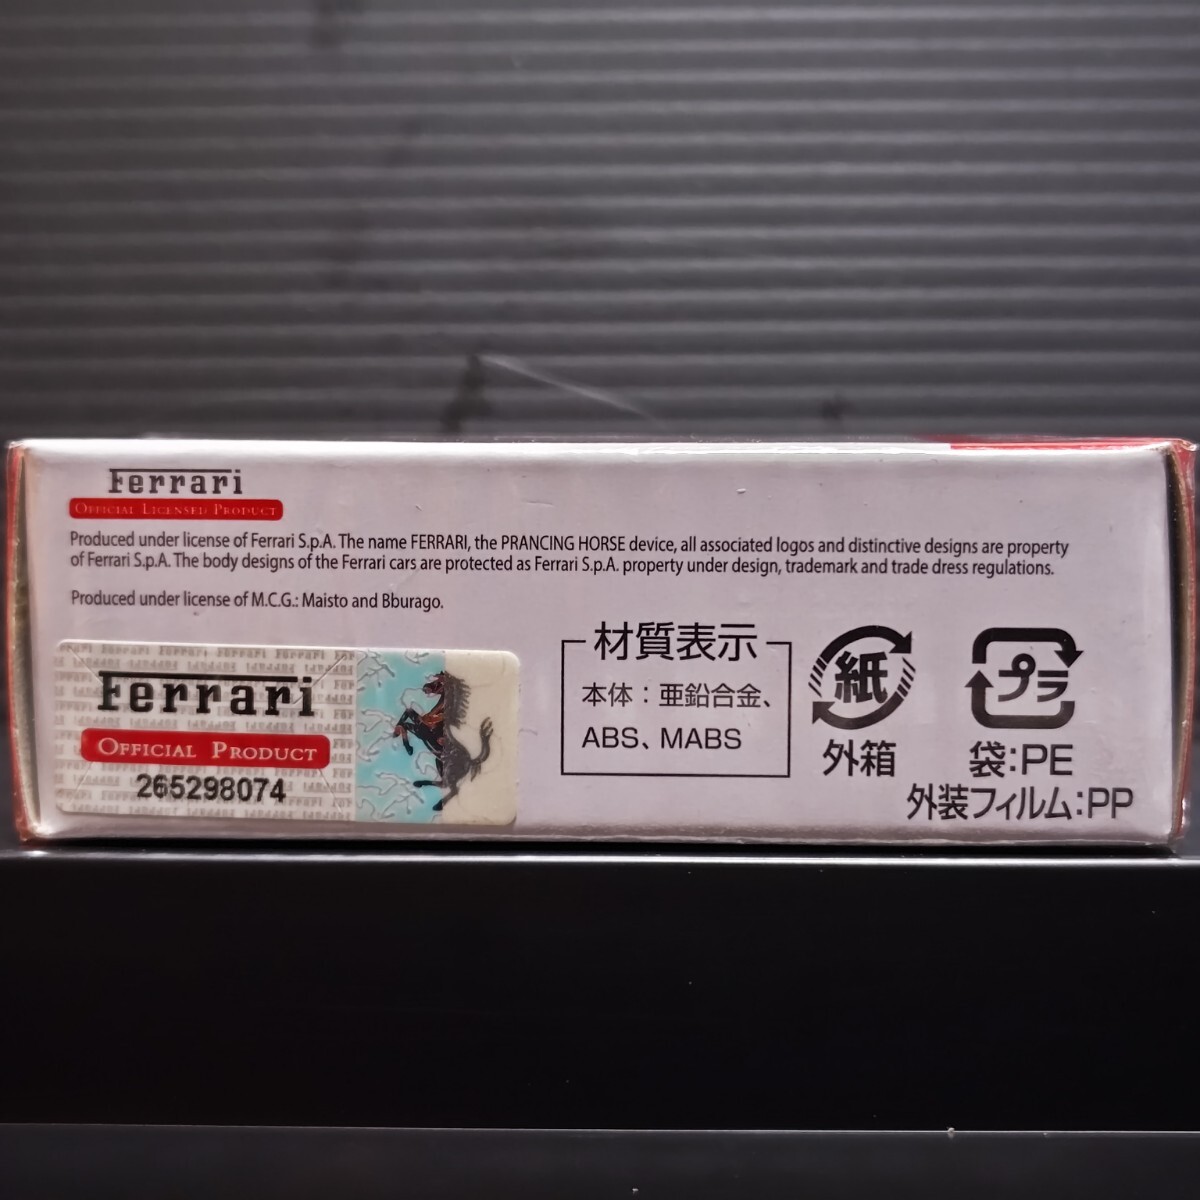 Ferrari
OFFICIAL LICENSED PRODUCT
Produced under license of Ferrari S.p.A. The name FERRARI, the PRANCING HORSE device, all associated logos and distinctive designs are property
of Ferrari S.p.A. The body designs of the Ferrari cars are protected as Ferrari S.p.A. property under design, trademark and trade dress regulations.
Produced under license of M.C.G.: Maisto and Bburago.
Ferrari
OFFICIAL PRODUCT
265298074
材質表示
本体：亜鉛合金、
ABS、MABS
紙
外箱
プラ
袋：PE
外装フィルム：PP